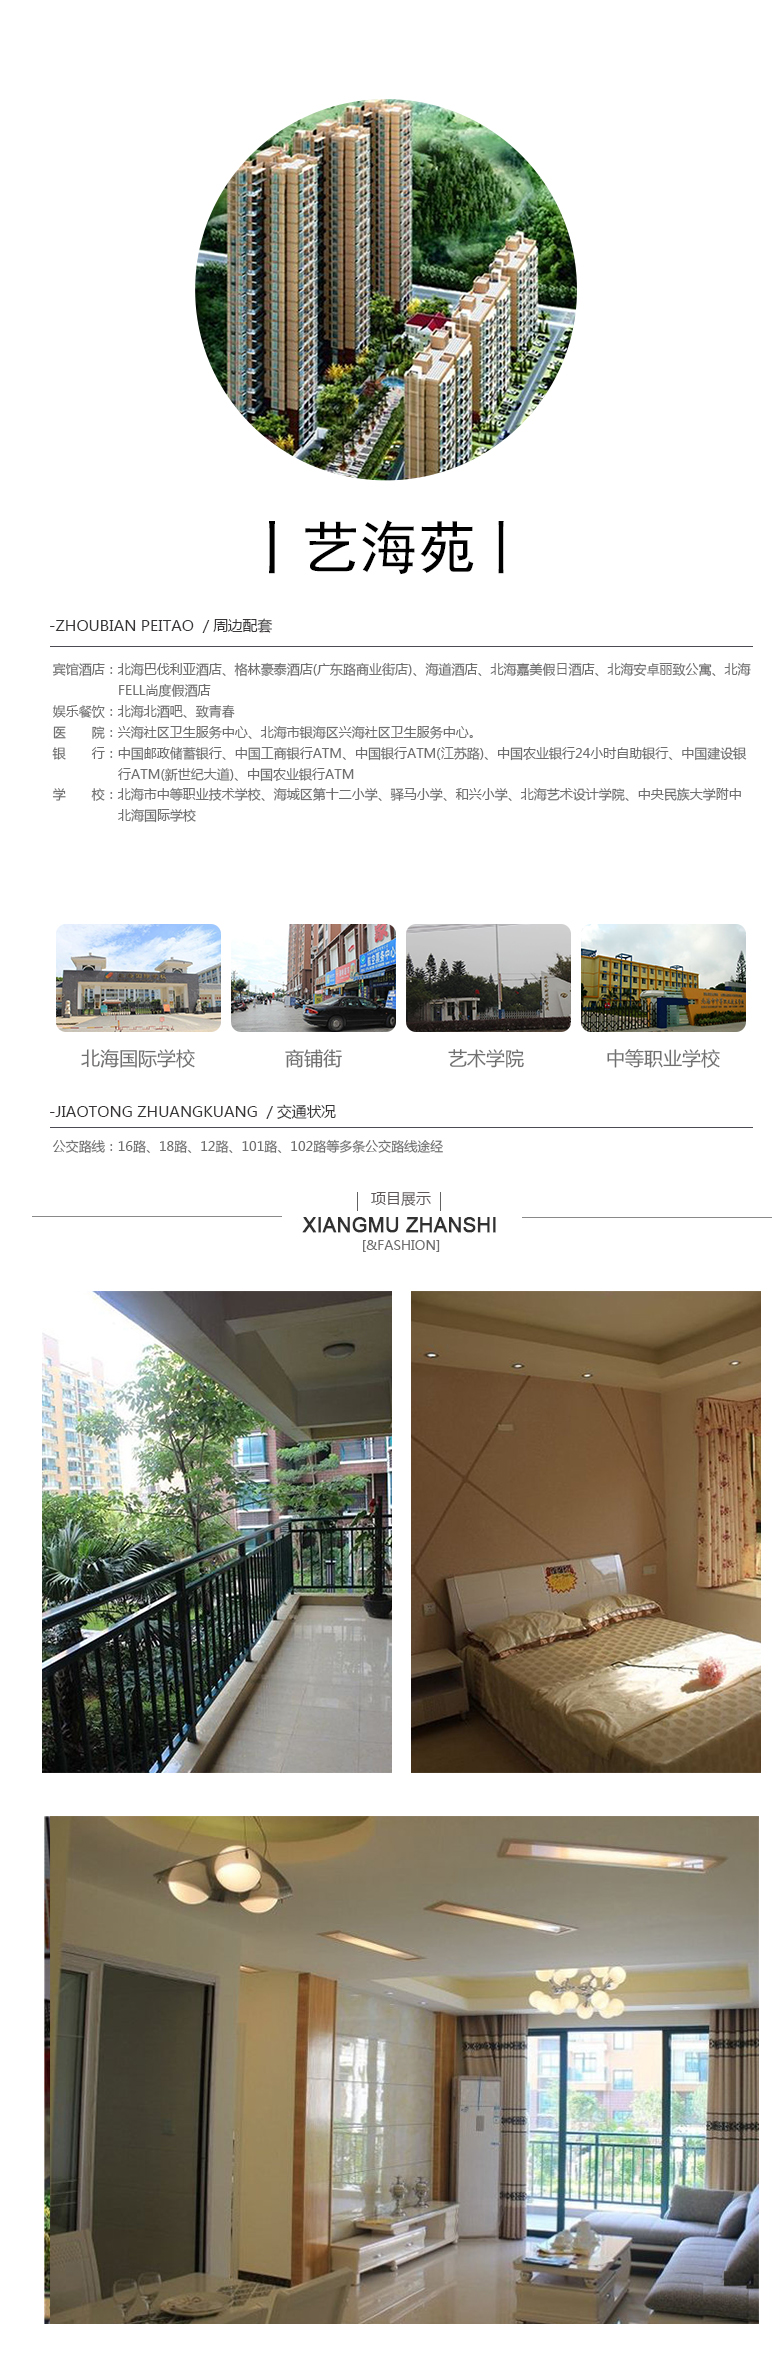 丨艺海苑丨
-ZHOUBIAN PEITAO / 周边配套
宾馆酒店：北海巴伐利亚酒店、格林豪泰酒店(广东路商业街店)、海道酒店、北海嘉美假日酒店、北海安卓丽致公寓、北海
FELL尚度假酒店
娱乐餐饮：北海北酒吧、致青春
医　　院：兴海社区卫生服务中心、北海市银海区兴海社区卫生服务中心。
银　　行：中国邮政储蓄银行、中国工商银行ATM、中国银行ATM(江苏路)、中国农业银行24小时自助银行、中国建设银
行ATM(新世纪大道)、中国农业银行ATM
学　　校：北海市中等职业技术学校、海城区第十二小学、驿马小学、和兴小学、北海艺术设计学院、中央民族大学附中
北海国际学校
北海国际学校
商铺街
艺术学院
中等职业学校
-JIAOTONG ZHUANGKUANG / 交通状况
公交路线：16路、18路、12路、101路、102路等多条公交路线途经
| 项目展示 |
XIANGMU ZHANSHI
[&FASHION]